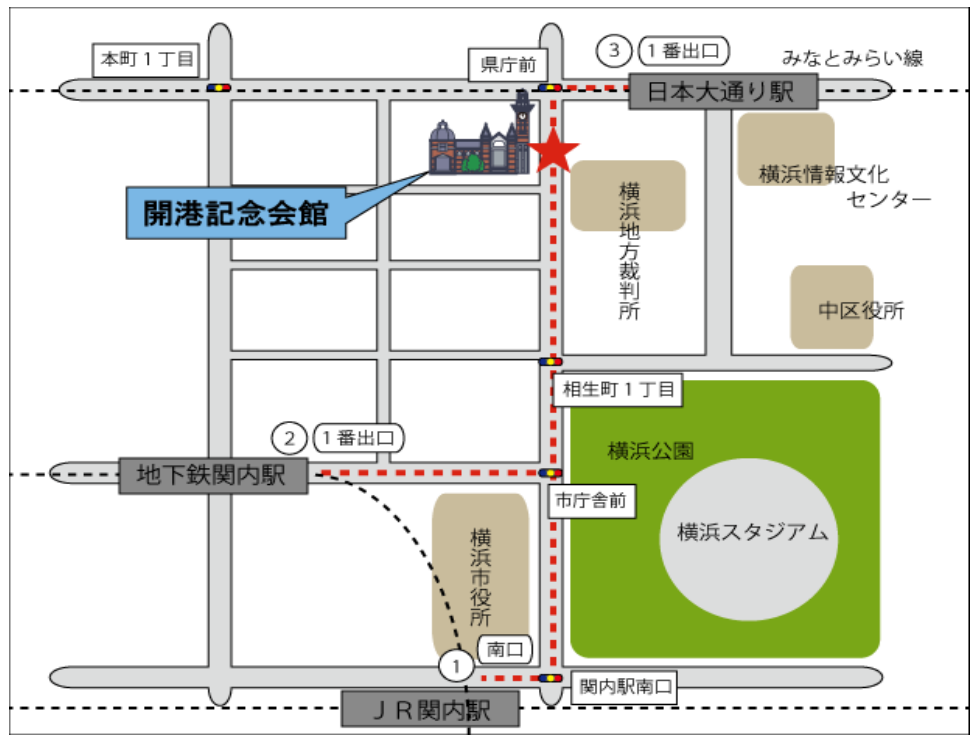 本町１丁目
県庁前
③
１番出口
みなとみらい線
日本大通り駅
開港記念会館
横浜地方裁判所
横浜情報文化
センター
中区役所
相生町１丁目
②
１番出口
地下鉄関内駅
横浜公園
市庁舎前
横浜スタジアム
横浜市役所
①
南口
関内駅南口
ＪＲ関内駅